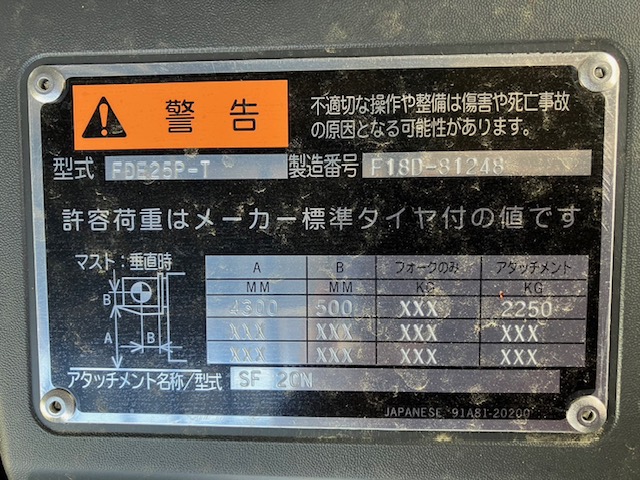 警告
不適切な操作や整備は傷害や死亡事故
の原因となる可能性があります。
型式 FDE25P-T 製造番号 F18D-81248
許容荷重はメーカー標準タイヤ付の値です
マスト:垂直時
B
A B
A B フォークのみ アタッチメント
MM MM KG KG
4300 500 XXX 2250
XXX XXX XXX XXX
XXX XXX XXX XXX
アタッチメント名称/型式 SF 20N
JAPANESE 91A81-20200